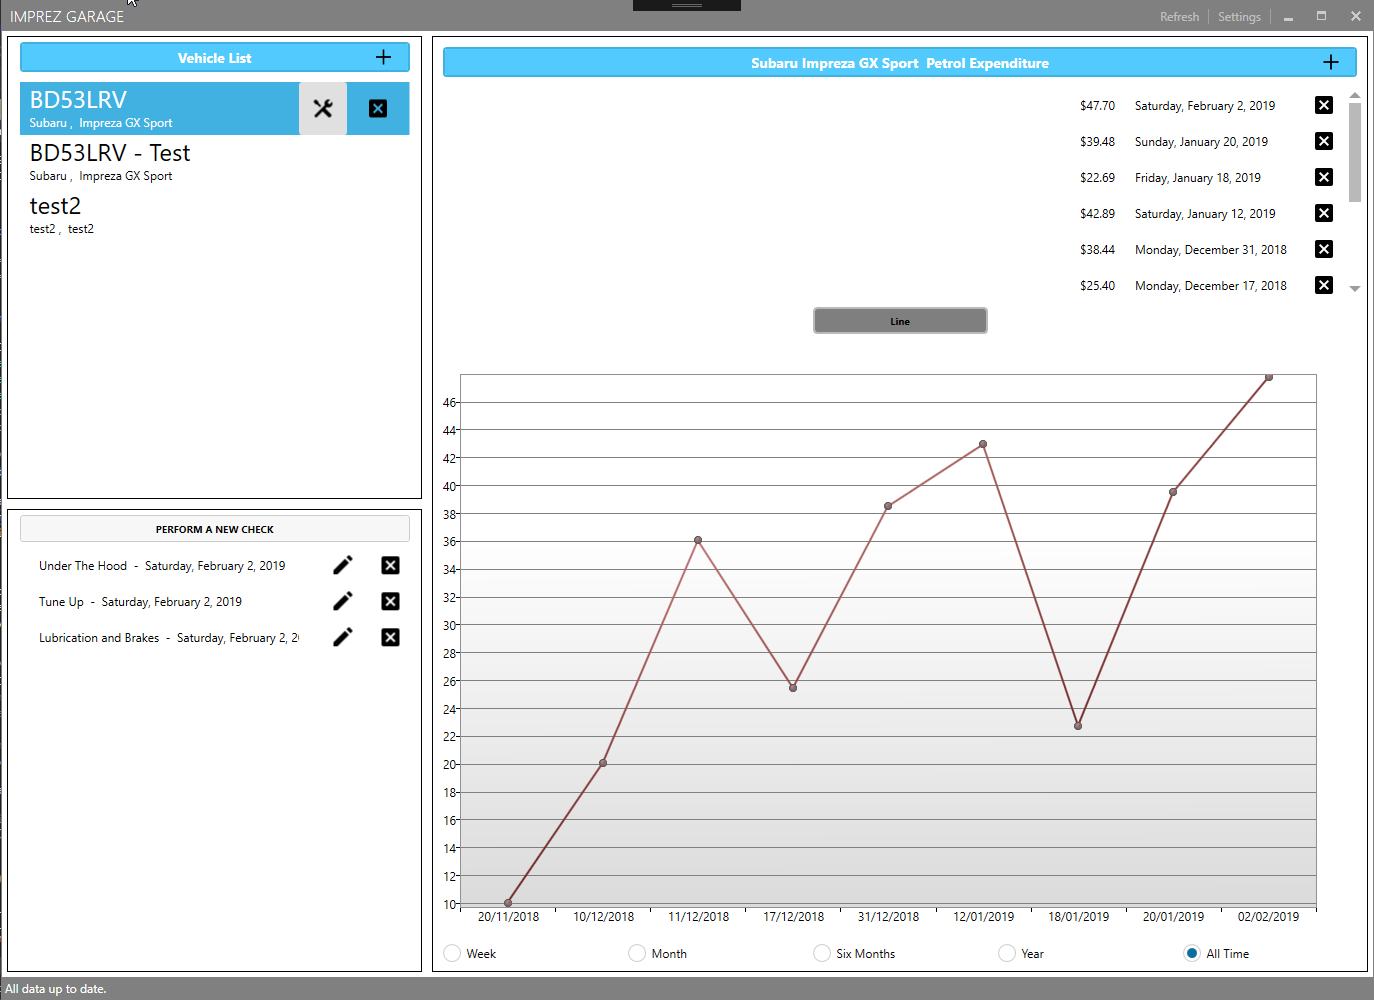 IMPREZ GARAGE
Refresh
Settings
Vehicle List
BD53LRV
Subaru , Impreza GX Sport
BD53LRV - Test
Subaru , Impreza GX Sport
test2
test2 , test2
PERFORM A NEW CHECK
Under The Hood - Saturday, February 2, 2019
Tune Up - Saturday, February 2, 2019
Lubrication and Brakes - Saturday, February 2, 2
Subaru Impreza GX Sport Petrol Expenditure
$47.70 Saturday, February 2, 2019
$39.48 Sunday, January 20, 2019
$22.69 Friday, January 18, 2019
$42.89 Saturday, January 12, 2019
$38.44 Monday, December 31, 2018
$25.40 Monday, December 17, 2018
Line
46
44
42
40
38
36
34
32
30
28
26
24
22
20
18
16
14
12
10
20/11/2018 10/12/2018 11/12/2018 17/12/2018 31/12/2018 12/01/2019 18/01/2019 20/01/2019 02/02/2019
Week Month Six Months Year All Time
All data up to date.